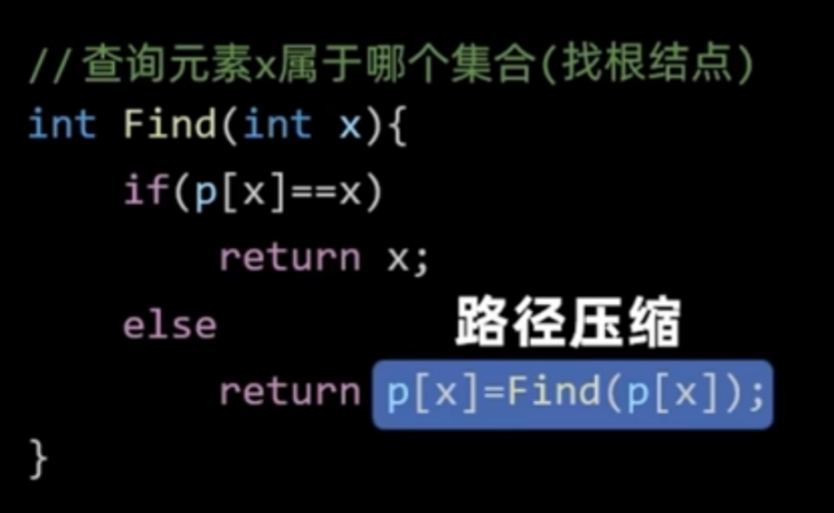 //查询元素x属于哪个集合(找根结点)
int Find(int x){
    if(p[x]==x)
        return x;
    else
路径压缩
        return p[x]=Find(p[x]);
}